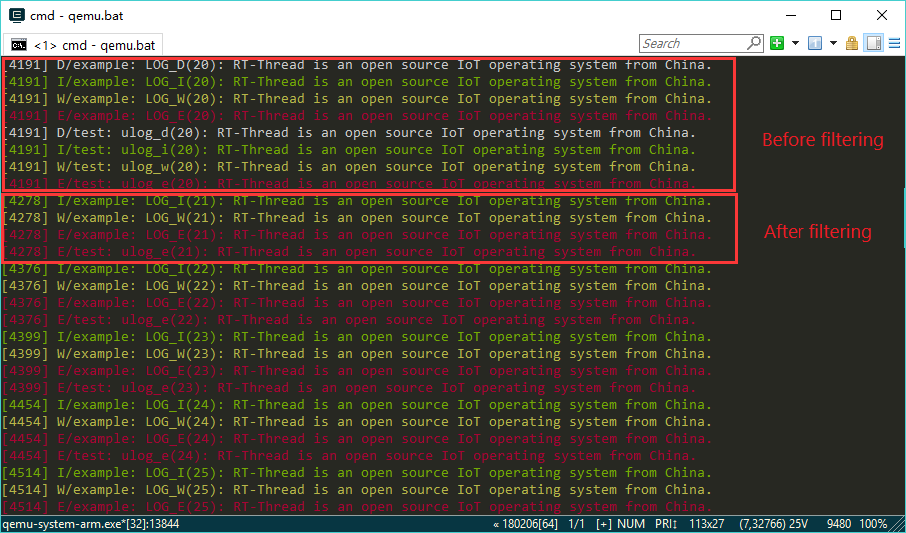 cmd - qemu.bat
<1> cmd - qemu.bat
Search
[4191] D/example: LOG_D(20): RT-Thread is an open source IoT operating system from China.
[4191] I/example: LOG_I(20): RT-Thread is an open source IoT operating system from China.
[4191] W/example: LOG_W(20): RT-Thread is an open source IoT operating system from China.
[4191] E/example: LOG_E(20): RT-Thread is an open source IoT operating system from China.
[4191] D/test: ulog_d(20): RT-Thread is an open source IoT operating system from China.
[4191] I/test: ulog_i(20): RT-Thread is an open source IoT operating system from China.
[4191] W/test: ulog_w(20): RT-Thread is an open source IoT operating system from China.
[4191] E/test: ulog_e(20): RT-Thread is an open source IoT operating system from China.
Before filtering
[4278] I/example: LOG_I(21): RT-Thread is an open source IoT operating system from China.
[4278] W/example: LOG_W(21): RT-Thread is an open source IoT operating system from China.
[4278] E/example: LOG_E(21): RT-Thread is an open source IoT operating system from China.
[4278] E/test: ulog_e(21): RT-Thread is an open source IoT operating system from China.
After filtering
[4376] I/example: LOG_I(22): RT-Thread is an open source IoT operating system from China.
[4376] W/example: LOG_W(22): RT-Thread is an open source IoT operating system from China.
[4376] E/example: LOG_E(22): RT-Thread is an open source IoT operating system from China.
[4376] E/test: ulog_e(22): RT-Thread is an open source IoT operating system from China.
[4399] I/example: LOG_I(23): RT-Thread is an open source IoT operating system from China.
[4399] W/example: LOG_W(23): RT-Thread is an open source IoT operating system from China.
[4399] E/example: LOG_E(23): RT-Thread is an open source IoT operating system from China.
[4399] E/test: ulog_e(23): RT-Thread is an open source IoT operating system from China.
[4454] I/example: LOG_I(24): RT-Thread is an open source IoT operating system from China.
[4454] W/example: LOG_W(24): RT-Thread is an open source IoT operating system from China.
[4454] E/example: LOG_E(24): RT-Thread is an open source IoT operating system from China.
[4454] E/test: ulog_e(24): RT-Thread is an open source IoT operating system from China.
[4514] I/example: LOG_I(25): RT-Thread is an open source IoT operating system from China.
[4514] W/example: LOG_W(25): RT-Thread is an open source IoT operating system from China.
[4514] E/example: LOG_E(25): RT-Thread is an open source IoT operating system from China.
qemu-system-arm.exe*[32]:13844 « 180206[64] 1/1 [+] NUM PRI↕ 113x27 (7,32766) 25V 9480 100%